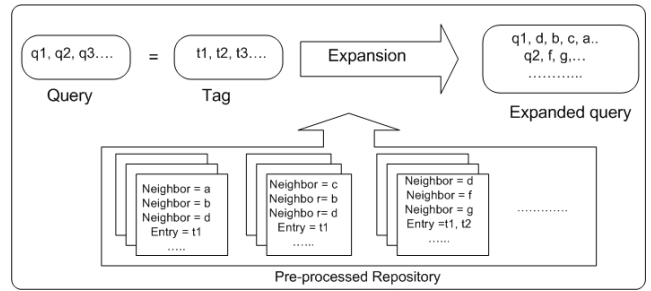 q1, q2, q3....
=
t1, t2, t3....
Expansion
q1, d, b, c, a..
q2, f, g,...
............
Query
Tag
Expanded query
Neighbor = a
Neighbor = b
Neighbor = d
Entry = t1
.....
Neighbor = c
Neighbo r= b
Neighbo r= d
Entry = t1
......
Neighbor = d
Neighbor = f
Neighbor = g
Entry =t1, t2
......
.............
Pre-processed Repository